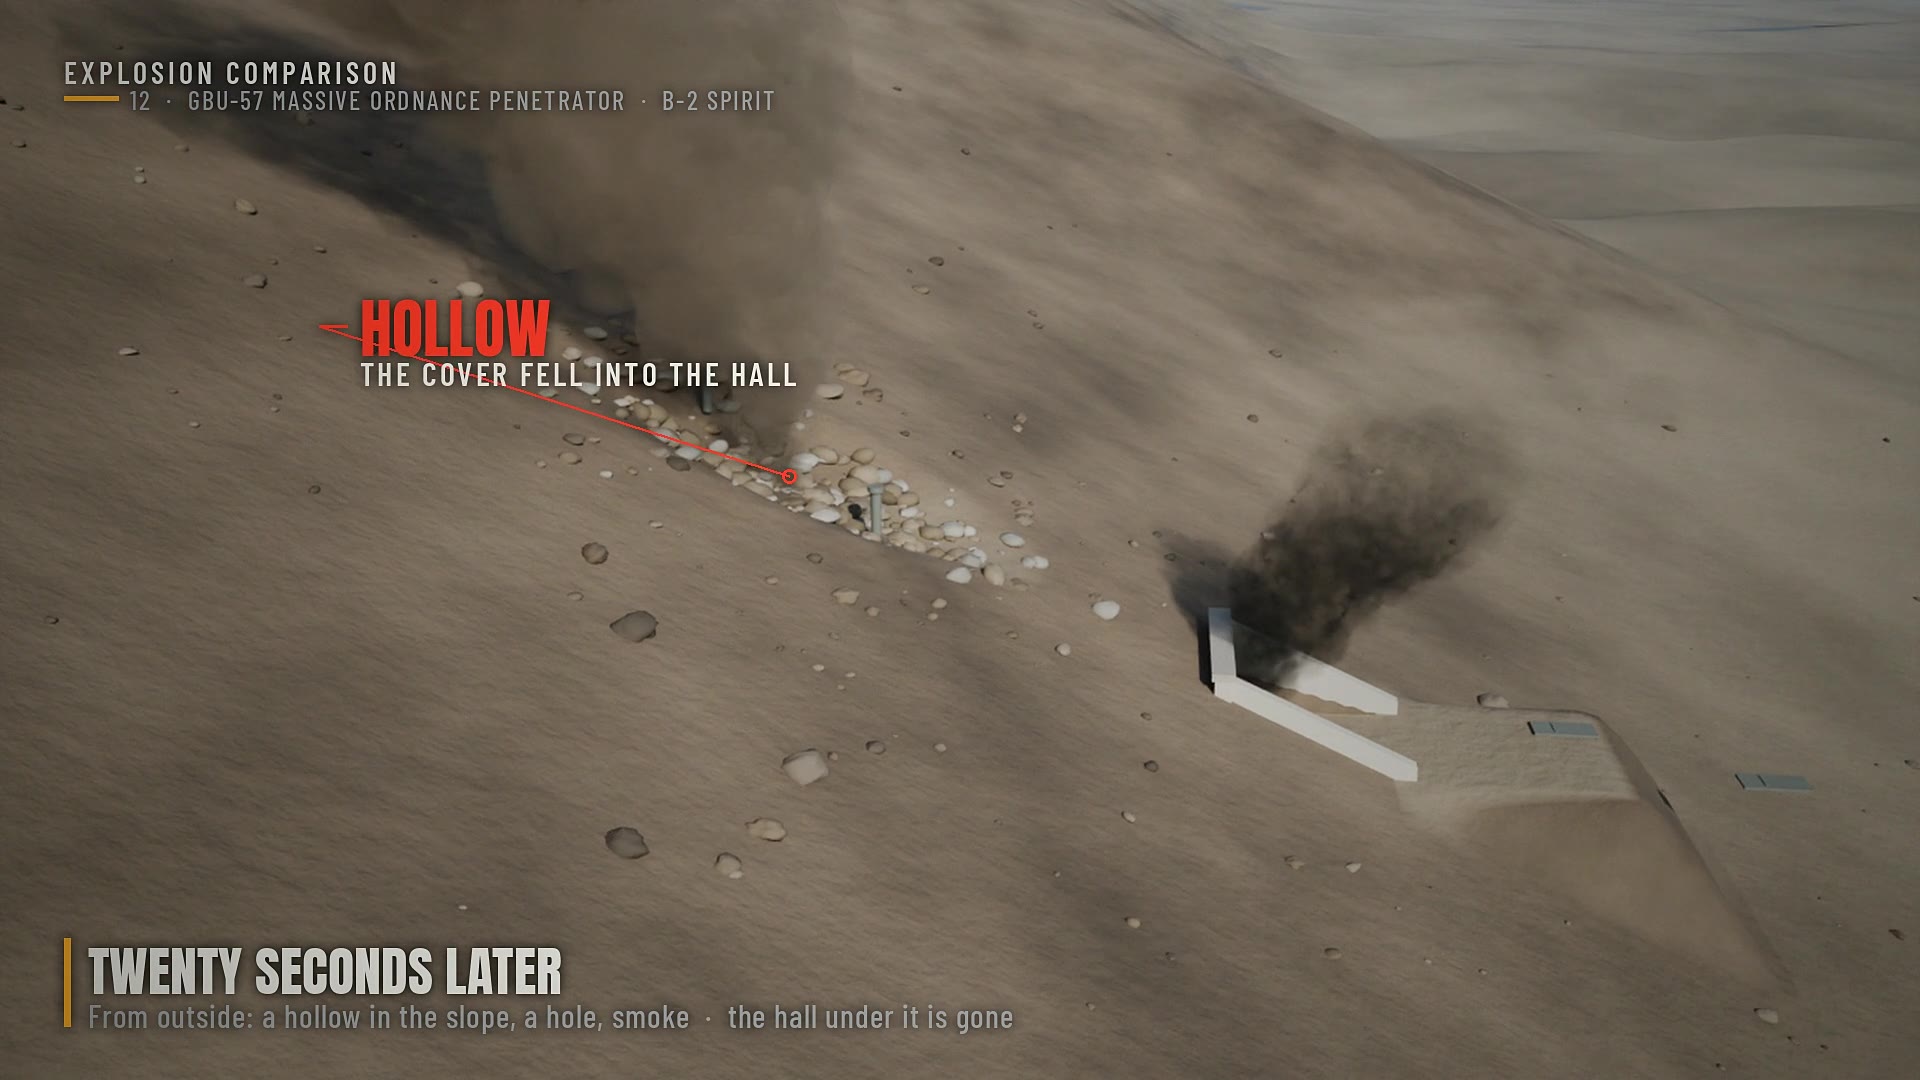 EXPLOSION COMPARISON
12 · GBU-57 MASSIVE ORDNANCE PENETRATOR · B-2 SPIRIT
HOLLOW
THE COVER FELL INTO THE HALL
TWENTY SECONDS LATER
From outside: a hollow in the slope, a hole, smoke · the hall under it is gone